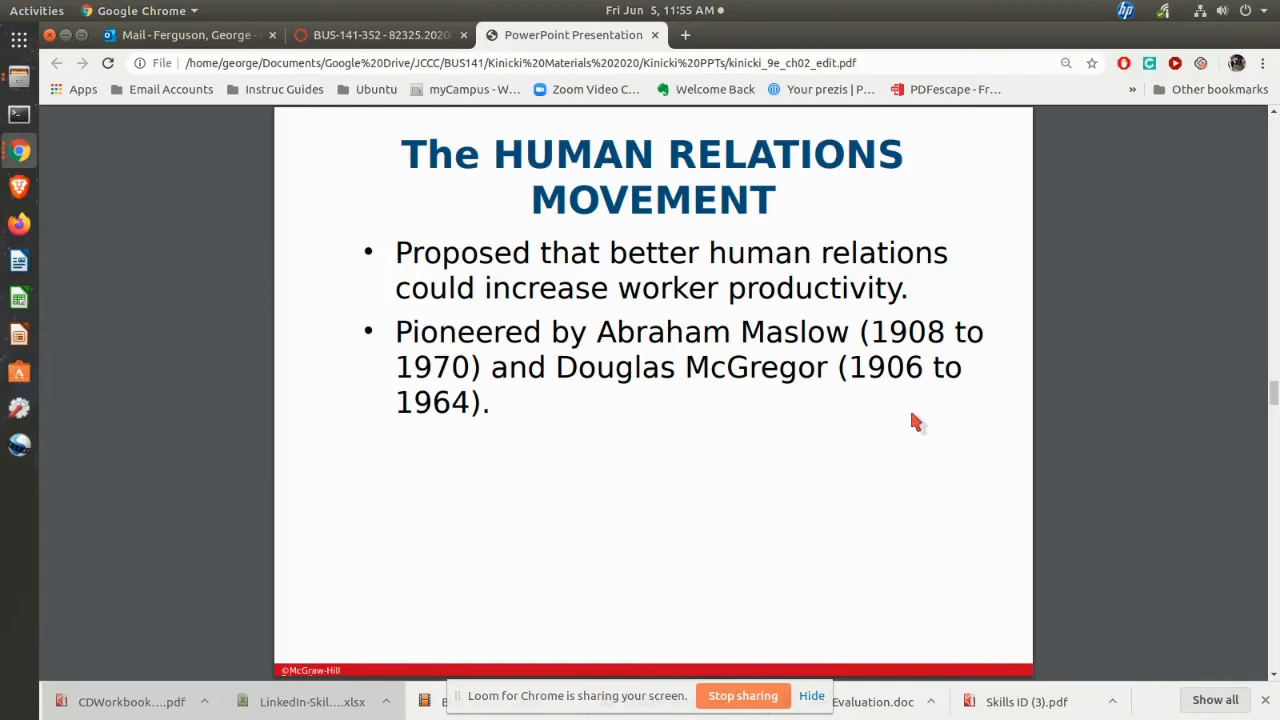 Activities Google Chrome Fri Jun 5, 11:55 AM
Mail - Ferguson, George - BUS-141-352 - 82325.2020 PowerPoint Presentation
File /home/george/Documents/Google%20Drive/JCCC/BUS141/Kinicki%20Materials%202020/Kinicki%20PPTs/kinicki_9e_ch02_edit.pdf
Apps Email Accounts Instruc Guides Ubuntu myCampus - W... Zoom Video C... Welcome Back Your prezis | P... PDFescape - Fr... » Other bookmarks
The HUMAN RELATIONS
MOVEMENT
• Proposed that better human relations
could increase worker productivity.
• Pioneered by Abraham Maslow (1908 to
1970) and Douglas McGregor (1906 to
1964).
©McGraw-Hill
CDWorkbook....pdf LinkedIn-Skil....xlsx Loom for Chrome is sharing your screen. Stop sharing Hide Evaluation.doc Skills ID (3).pdf Show all